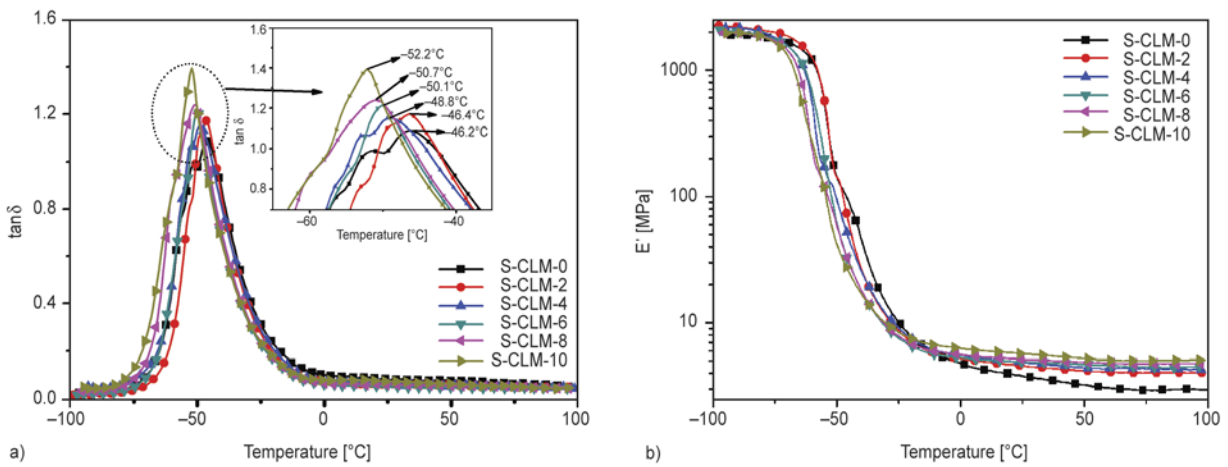 1.6
1.2
0.8
0.4
0.0
tanδ
−100
−50
0
50
100
Temperature [°C]
a)
1.6
1.4
1.2
1.0
0.8
tan δ
−60
−40
Temperature [°C]
−52.2°C
−50.7°C
−50.1°C
−48.8°C
−46.4°C
−46.2°C
S-CLM-0
S-CLM-2
S-CLM-4
S-CLM-6
S-CLM-8
S-CLM-10
1000
100
10
E' [MPa]
−100
−50
0
50
100
Temperature [°C]
b)
S-CLM-0
S-CLM-2
S-CLM-4
S-CLM-6
S-CLM-8
S-CLM-10